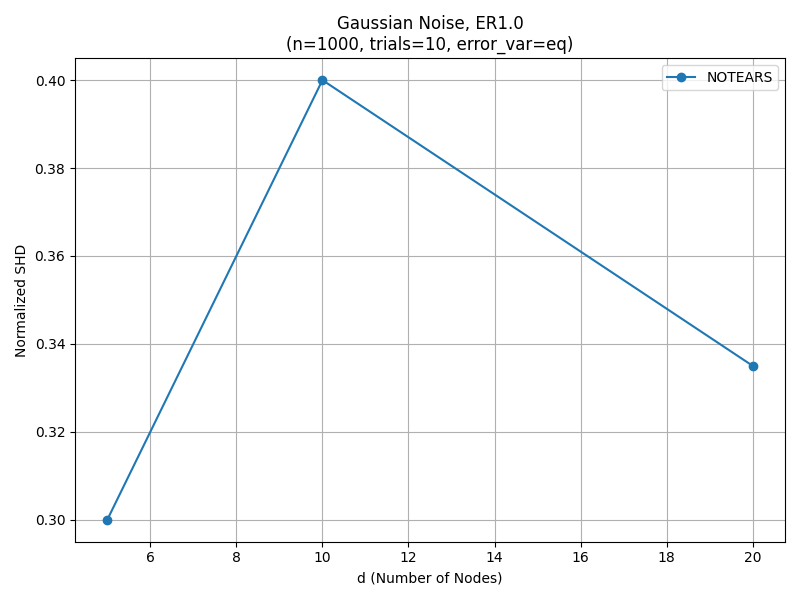 Gaussian Noise, ER1.0
(n=1000, trials=10, error_var=eq)
NOTEARS
Normalized SHD
0.40
0.38
0.36
0.34
0.32
0.30
6 8 10 12 14 16 18 20
d (Number of Nodes)